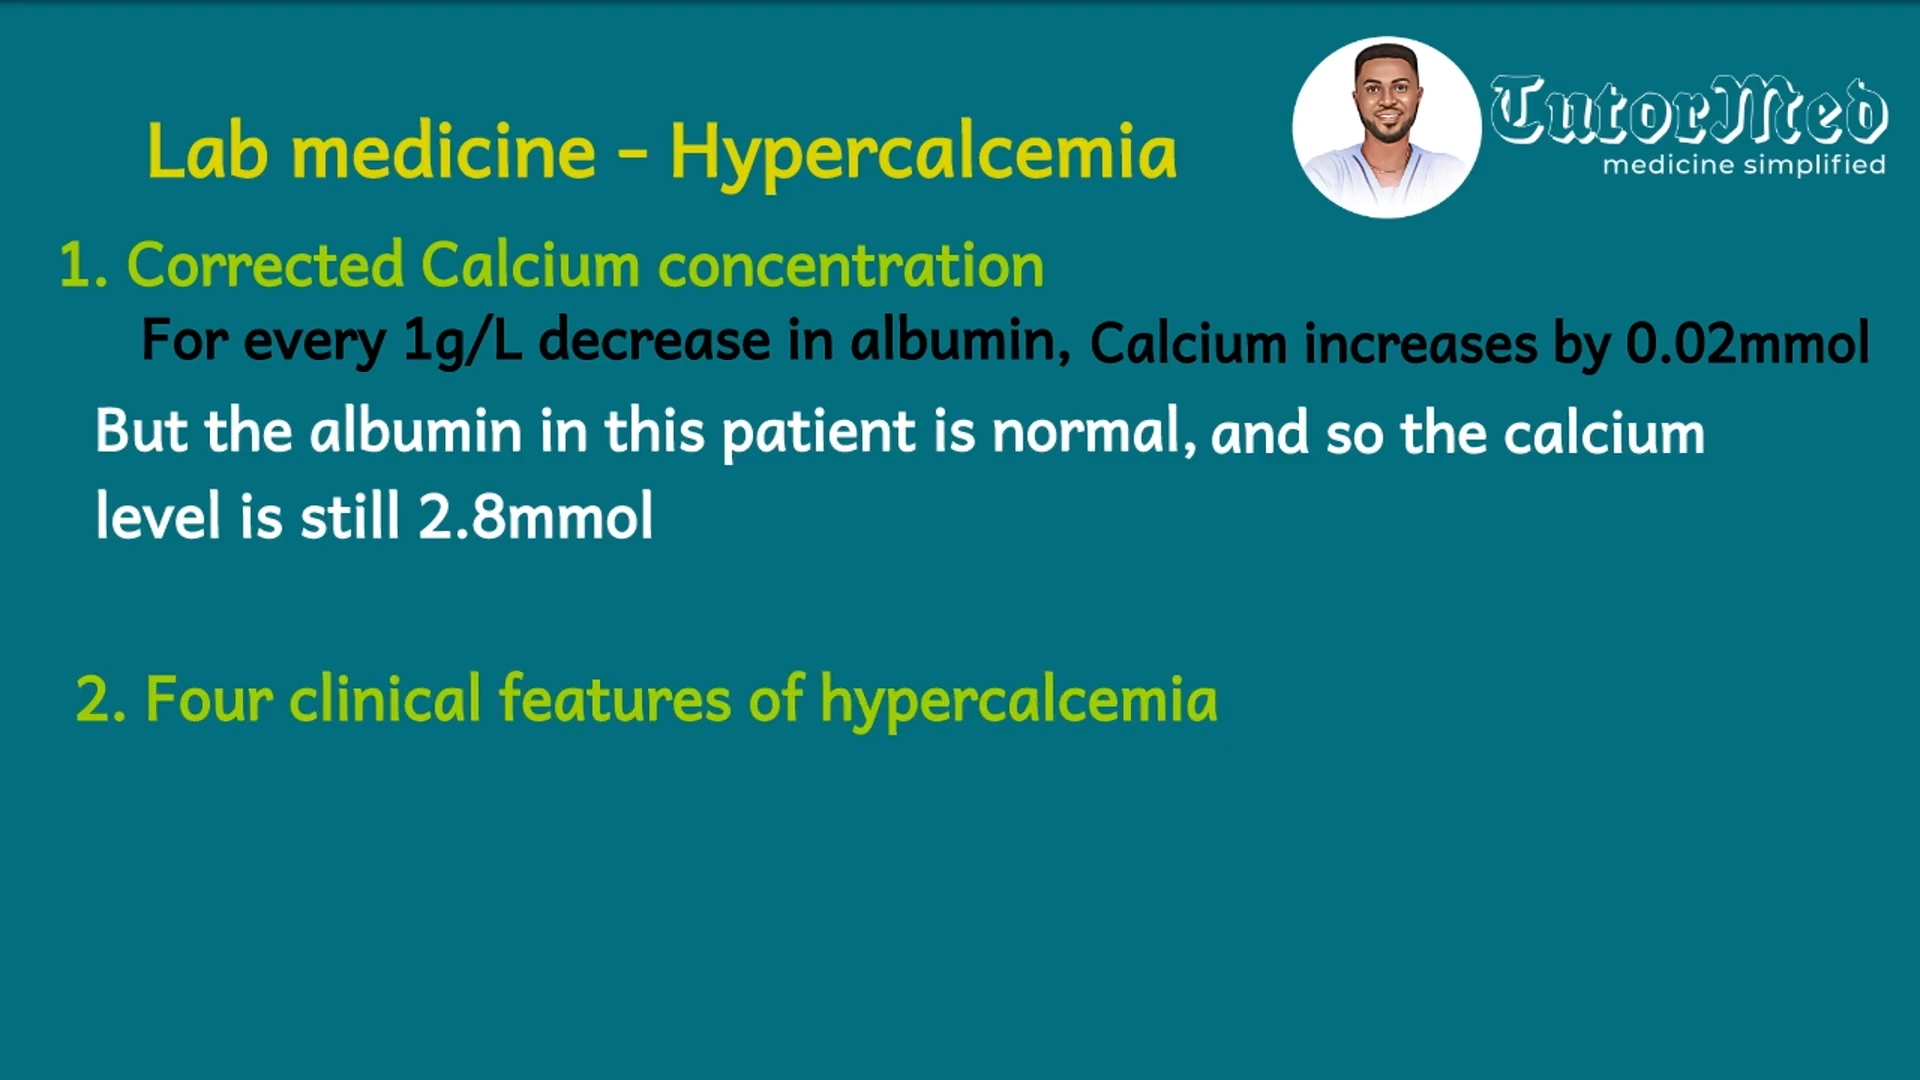 TutorMed
medicine simplified
Lab medicine - Hypercalcemia
1. Corrected Calcium concentration
For every 1g/L decrease in albumin, Calcium increases by 0.02mmol
But the albumin in this patient is normal, and so the calcium
level is still 2.8mmol
2. Four clinical features of hypercalcemia